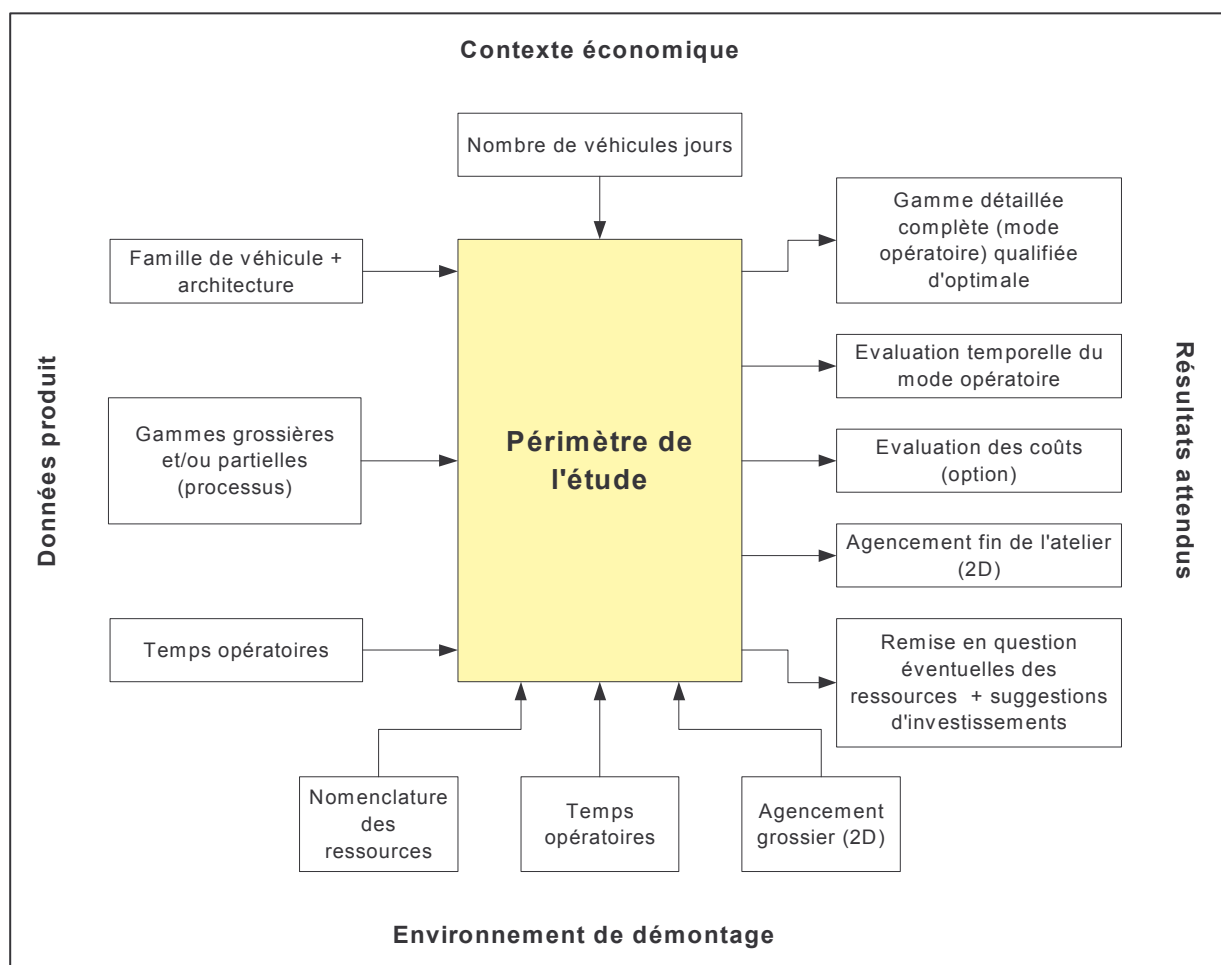 Contexte économique
Nombre de véhicules jours
Gamme détaillée
complète (mode
opératoire) qualifiée
d'optimale
Famille de véhicule +
architecture
Données produit
Gammes grossières
et/ou partielles
(processus)
Périmètre de
l'étude
Evaluation temporelle du
mode opératoire
Evaluation des coûts
(option)
Résultats attendus
Agencement fin de l'atelier
(2D)
Temps opératoires
Remise en question
éventuelles des
ressources + suggestions
d'investissements
Nomenclature
des
ressources
Temps
opératoires
Agencement
grossier (2D)
Environnement de démontage